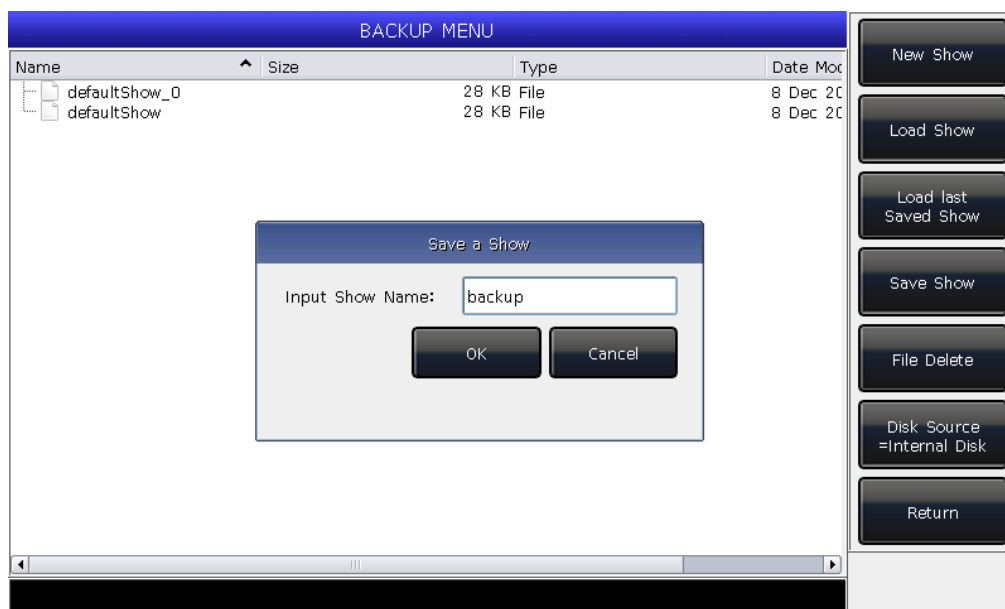 BACKUP MENU
Name Size Type Date Moc
defaultShow_0 28 KB File 8 Dec 20
defaultShow 28 KB File 8 Dec 20
Save a Show
Input Show Name: backup
OK Cancel
New Show
Load Show
Load last
Saved Show
Save Show
File Delete
Disk Source
=Internal Disk
Return